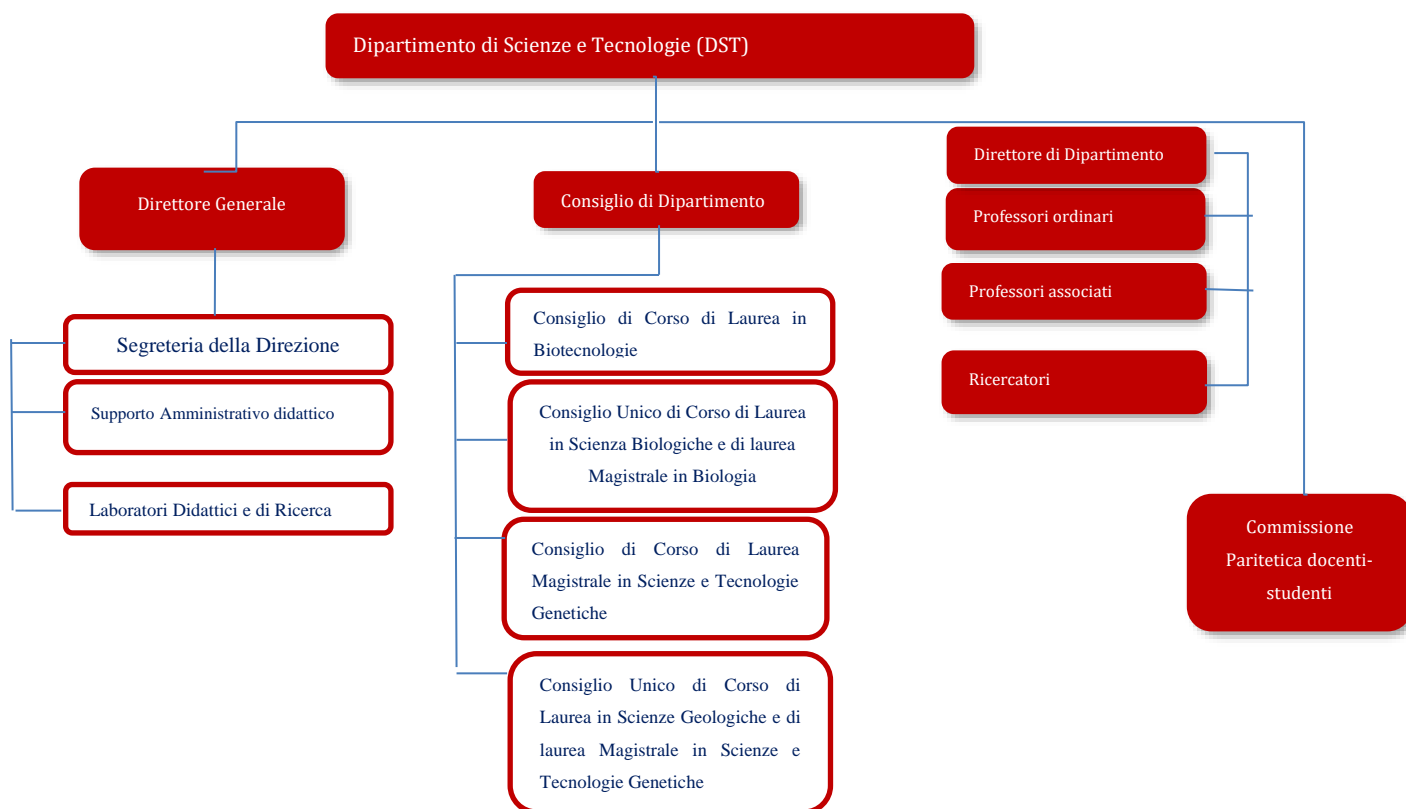 Dipartimento di Scienze e Tecnologie (DST)
Direttore Generale
Segreteria della Direzione
Supporto Amministrativo didattico
Laboratori Didattici e di Ricerca
Consiglio di Dipartimento
Consiglio di Corso di Laurea in
Biotecnologie
Consiglio Unico di Corso di Laurea
in Scienza Biologiche e di laurea
Magistrale in Biologia
Consiglio di Corso di Laurea
Magistrale in Scienze e Tecnologie
Genetiche
Consiglio Unico di Corso di
Laurea in Scienze Geologiche e di
laurea Magistrale in Scienze e
Tecnologie Genetiche
Direttore di Dipartimento
Professori ordinari
Professori associati
Ricercatori
Commissione
Paritetica docenti-
studenti